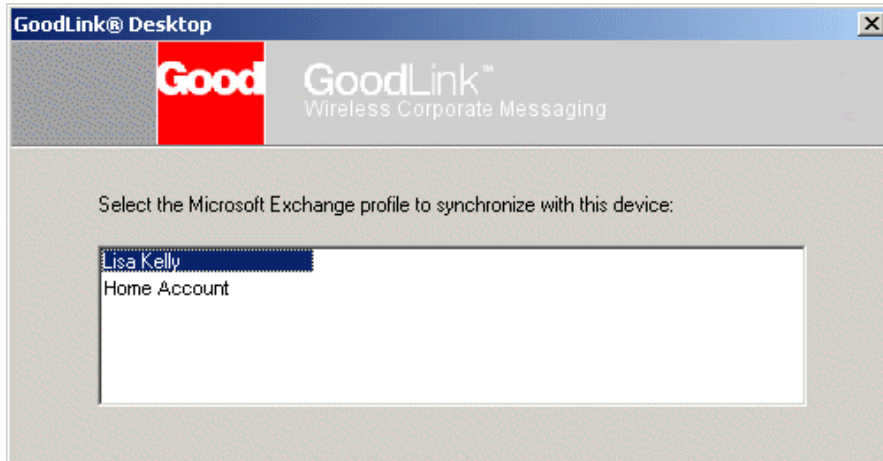 GoodLink® Desktop
Good
GoodLink™
Wireless Corporate Messaging
Select the Microsoft Exchange profile to synchronize with this device:
Lisa Kelly
Home Account